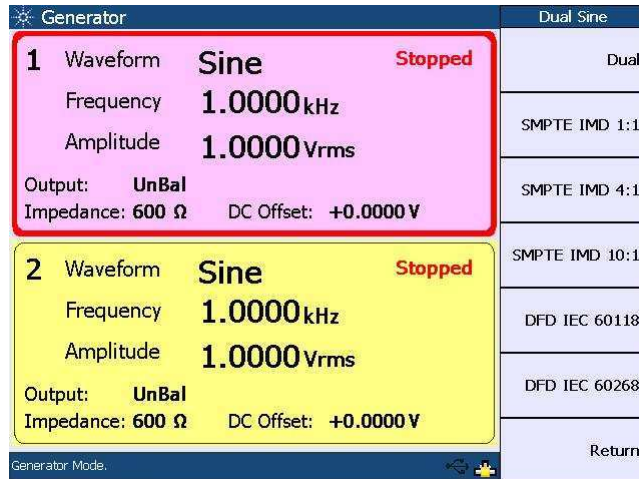 Generator
1 Waveform Sine Stopped
Frequency 1.0000 kHz
Amplitude 1.0000 Vrms
Output: UnBal
Impedance: 600 Ω DC Offset: +0.0000 V
2 Waveform Sine Stopped
Frequency 1.0000 kHz
Amplitude 1.0000 Vrms
Output: UnBal
Impedance: 600 Ω DC Offset: +0.0000 V
Generator Mode.
Dual Sine
Dual
SMPTE IMD 1:1
SMPTE IMD 4:1
SMPTE IMD 10:1
DFD IEC 60118
DFD IEC 60268
Return